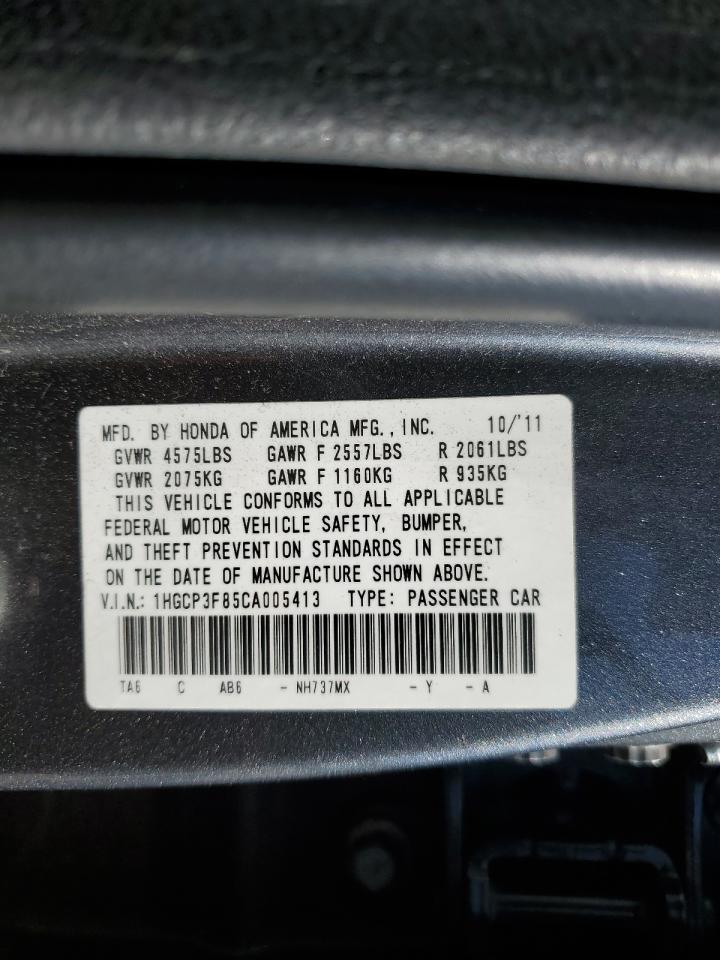 MFD. BY HONDA OF AMERICA MFG., INC. 10/'11
GVWR 4575LBS GAWR F 2557LBS R 2061LBS
GVWR 2075KG GAWR F 1160KG R 935KG
THIS VEHICLE CONFORMS TO ALL APPLICABLE
FEDERAL MOTOR VEHICLE SAFETY, BUMPER,
AND THEFT PREVENTION STANDARDS IN EFFECT
ON THE DATE OF MANUFACTURE SHOWN ABOVE.
V.I.N.: 1HGCP3F85CA005413 TYPE: PASSENGER CAR
TA6 C AB6 - NH737MX - Y - A